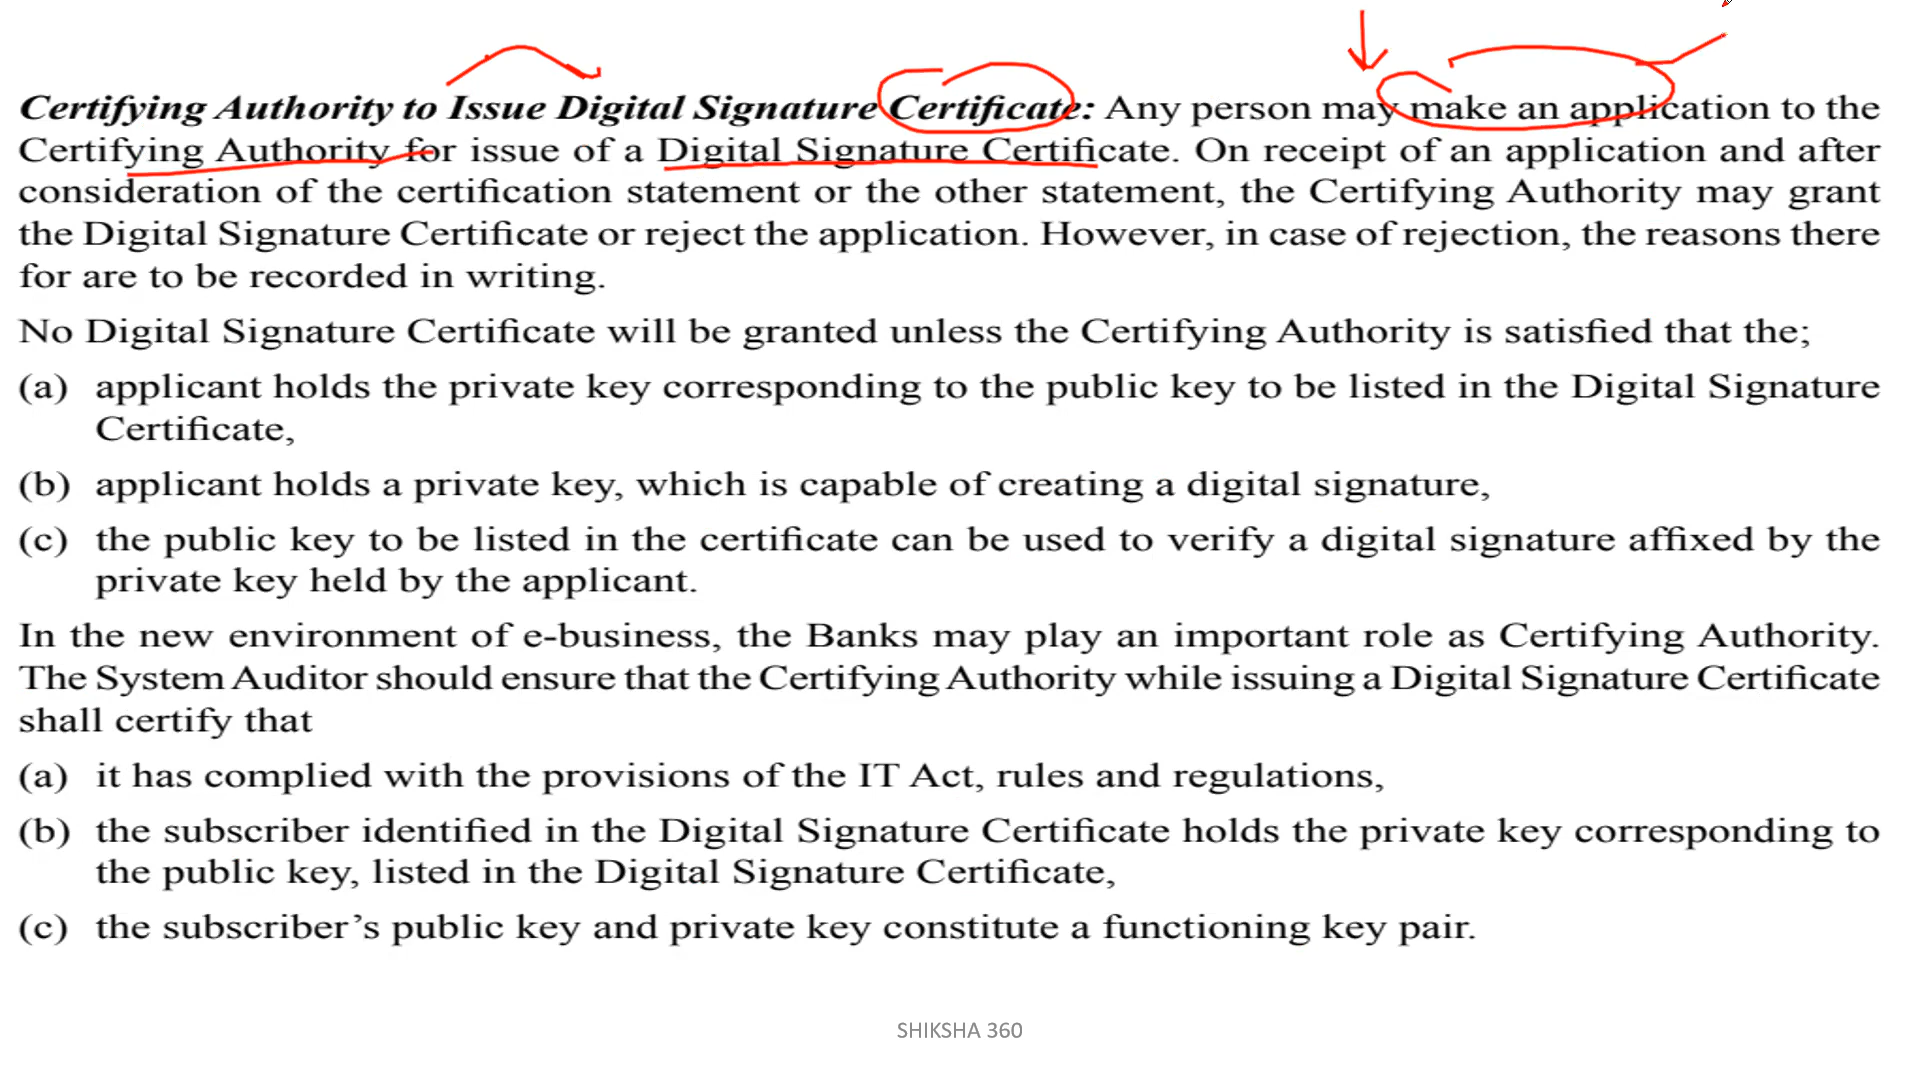 Certifying Authority to Issue Digital Signature Certificate: Any person may make an application to the
Certifying Authority for issue of a Digital Signature Certificate. On receipt of an application and after
consideration of the certification statement or the other statement, the Certifying Authority may grant
the Digital Signature Certificate or reject the application. However, in case of rejection, the reasons there
for are to be recorded in writing.
No Digital Signature Certificate will be granted unless the Certifying Authority is satisfied that the;
(a) applicant holds the private key corresponding to the public key to be listed in the Digital Signature
Certificate,
(b) applicant holds a private key, which is capable of creating a digital signature,
(c) the public key to be listed in the certificate can be used to verify a digital signature affixed by the
private key held by the applicant.
In the new environment of e-business, the Banks may play an important role as Certifying Authority.
The System Auditor should ensure that the Certifying Authority while issuing a Digital Signature Certificate
shall certify that
(a) it has complied with the provisions of the IT Act, rules and regulations,
(b) the subscriber identified in the Digital Signature Certificate holds the private key corresponding to
the public key, listed in the Digital Signature Certificate,
(c) the subscriber’s public key and private key constitute a functioning key pair.
SHIKSHA 360